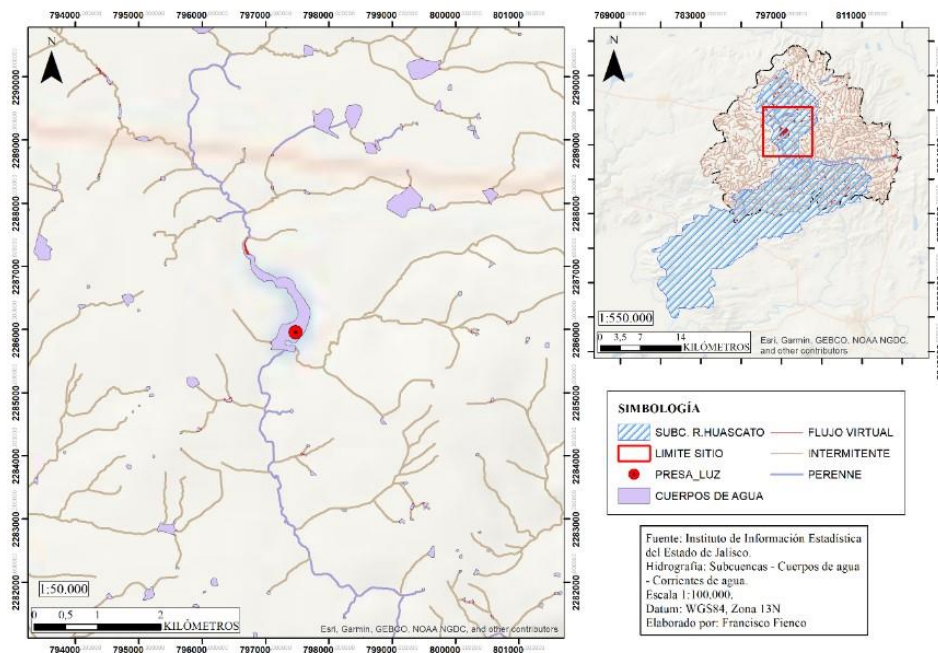 794000 795000 796000 797000 798000 799000 800000 801000
N
2290000
2289000
2288000
2287000
2286000
2285000
2284000
2283000
2282000
1:50.000
0 0,5 1 2
KILÓMETROS
Esri, Garmin, GEBCO, NOAA NGDC, and other contributors
794000 795000 796000 797000 798000 799000 800000 801000
769000 783000 797000 811000
N
1:550.000
0 3,5 7 14
KILÓMETROS
Esri, Garmin, GEBCO, NOAA NGDC,
and other contributors
SIMBOLOGÍA
SUBC. R.HUASCATO
LIMITE SITIO
PRESA_LUZ
CUERPOS DE AGUA
FLUJO VIRTUAL
INTERMITENTE
PERENNE
Fuente: Instituto de Información Estadística
del Estado de Jalisco.
Hidrografía: Subcuencas - Cuerpos de agua
- Corrientes de agua.
Escala 1:100,000.
Datum: WGS84, Zona 13N
Elaborado por: Francisco Fienco